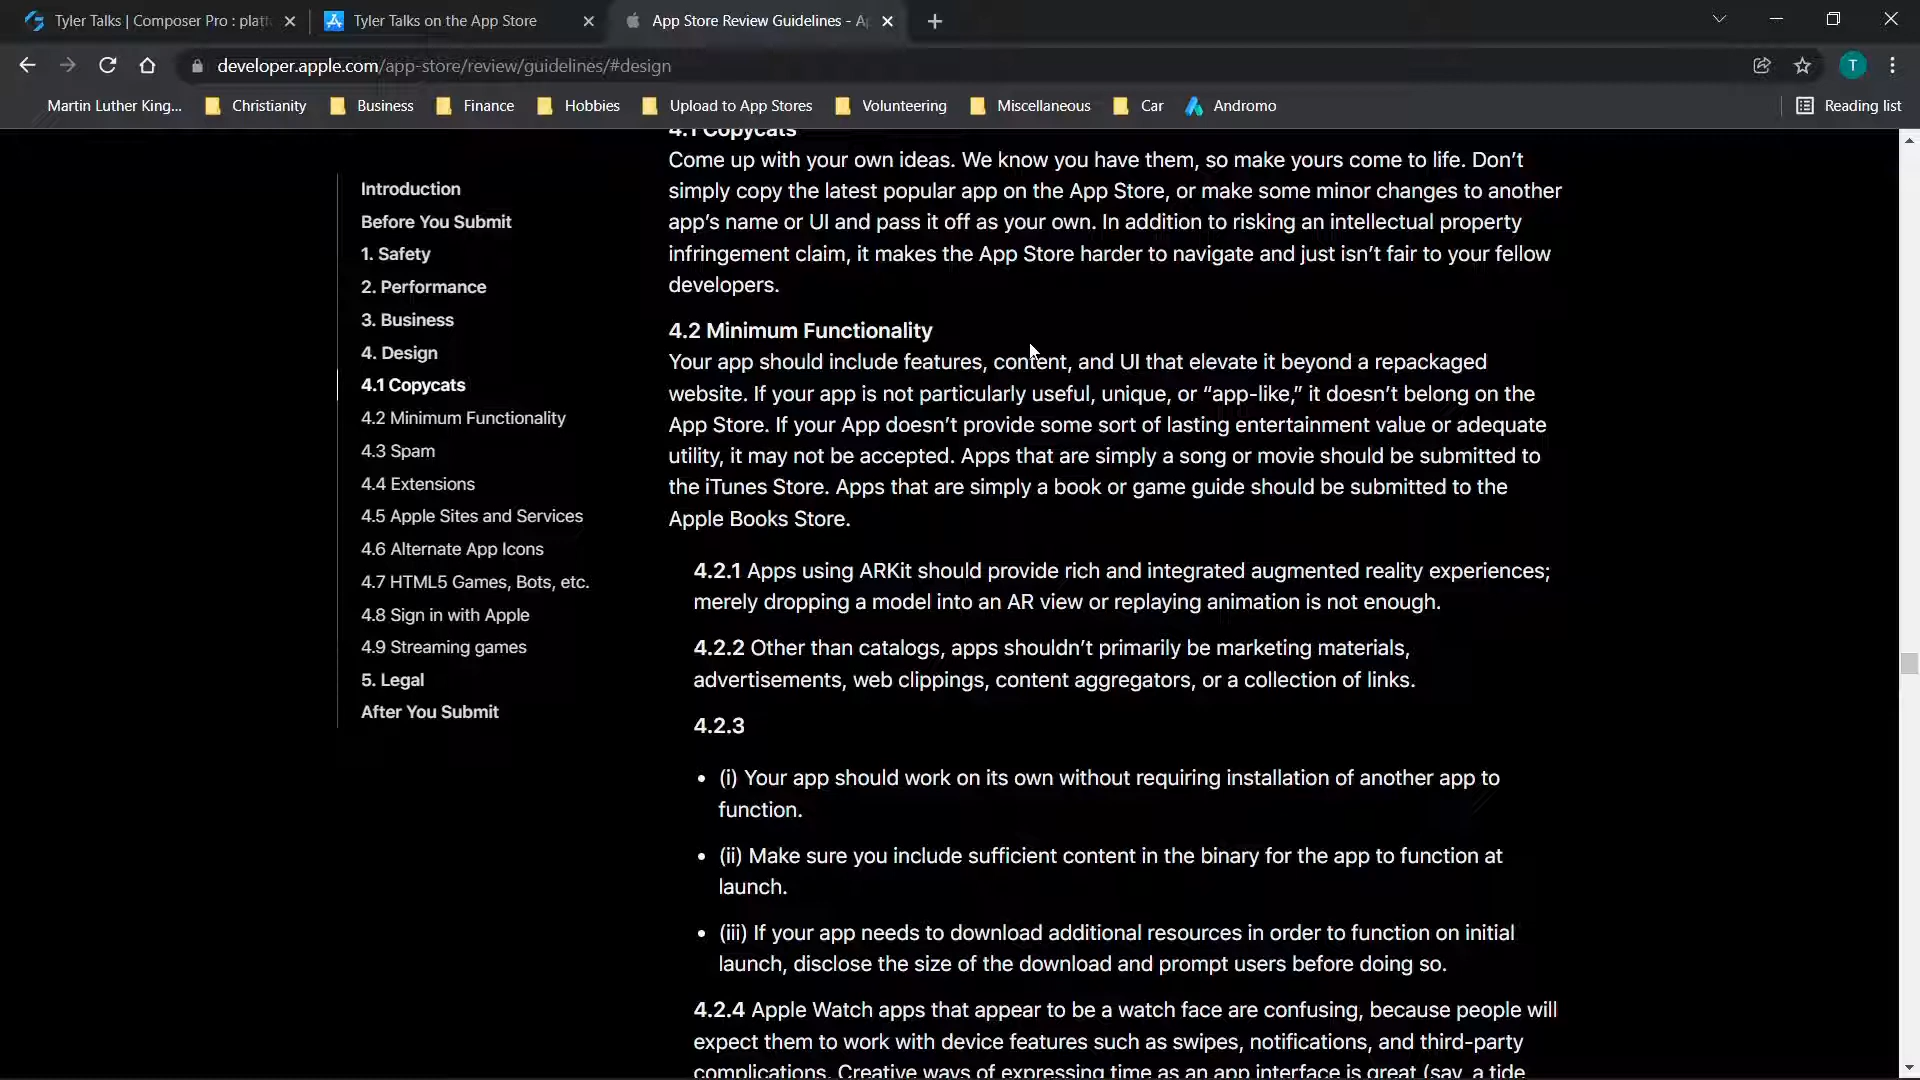 Tyler Talks | Composer Pro : plat
Tyler Talks on the App Store
App Store Review Guidelines - A
developer.apple.com/app-store/review/guidelines/#design
T
Martin Luther King...
Christianity
Business
Finance
Hobbies
Upload to App Stores
Volunteering
Miscellaneous
Car
Andromo
Reading list
Introduction
Before You Submit
1. Safety
2. Performance
3. Business
4. Design
4.1 Copycats
4.2 Minimum Functionality
4.3 Spam
4.4 Extensions
4.5 Apple Sites and Services
4.6 Alternate App Icons
4.7 HTML5 Games, Bots, etc.
4.8 Sign in with Apple
4.9 Streaming games
5. Legal
After You Submit
4.1 Copycats
Come up with your own ideas. We know you have them, so make yours come to life. Don’t
simply copy the latest popular app on the App Store, or make some minor changes to another
app’s name or UI and pass it off as your own. In addition to risking an intellectual property
infringement claim, it makes the App Store harder to navigate and just isn’t fair to your fellow
developers.
4.2 Minimum Functionality
Your app should include features, content, and UI that elevate it beyond a repackaged
website. If your app is not particularly useful, unique, or “app-like,” it doesn’t belong on the
App Store. If your App doesn’t provide some sort of lasting entertainment value or adequate
utility, it may not be accepted. Apps that are simply a song or movie should be submitted to
the iTunes Store. Apps that are simply a book or game guide should be submitted to the
Apple Books Store.
4.2.1 Apps using ARKit should provide rich and integrated augmented reality experiences;
merely dropping a model into an AR view or replaying animation is not enough.
4.2.2 Other than catalogs, apps shouldn’t primarily be marketing materials,
advertisements, web clippings, content aggregators, or a collection of links.
4.2.3
• (i) Your app should work on its own without requiring installation of another app to
function.
• (ii) Make sure you include sufficient content in the binary for the app to function at
launch.
• (iii) If your app needs to download additional resources in order to function on initial
launch, disclose the size of the download and prompt users before doing so.
4.2.4 Apple Watch apps that appear to be a watch face are confusing, because people will
expect them to work with device features such as swipes, notifications, and third-party
complications. Creative ways of expressing time as an app interface is great (say, a tide